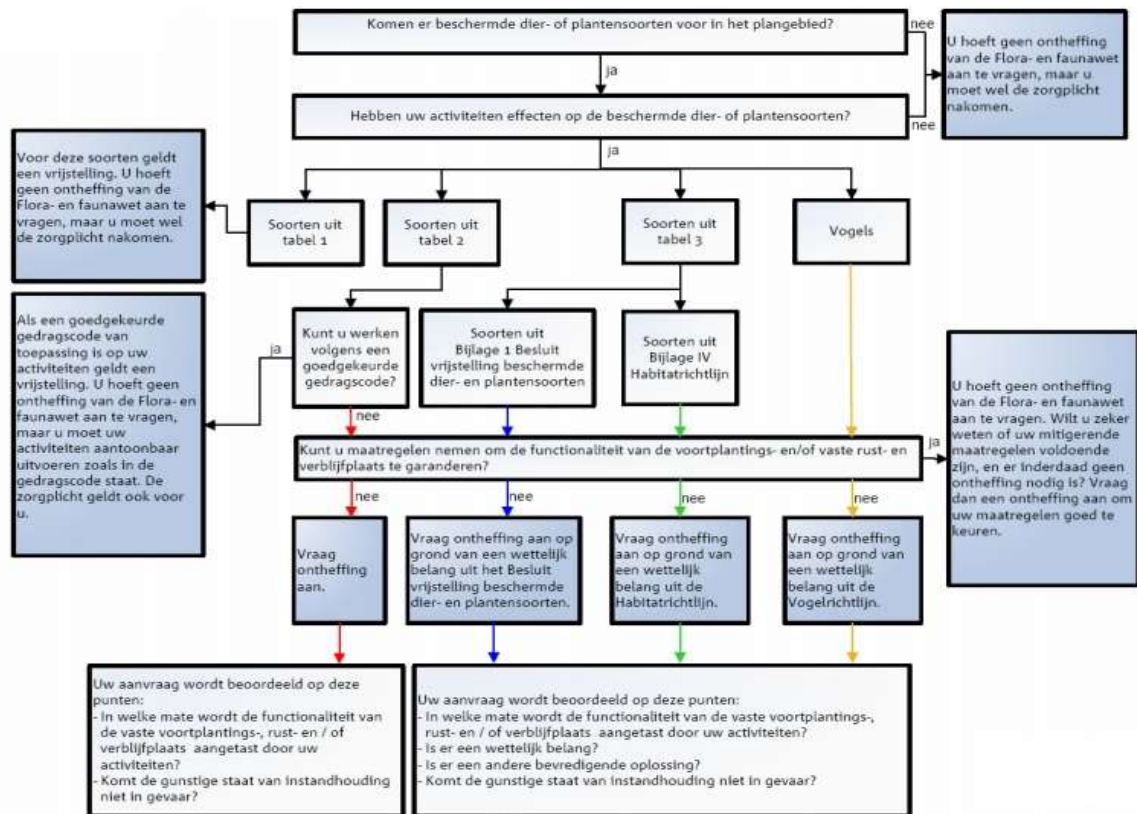 Komen er beschermde dier- of plantensoorten voor in het plangebied?
nee
U hoeft geen ontheffing
van de Flora- en faunawet
aan te vragen, maar u
moet wel de zorgplicht
nakomen.
ja
Hebben uw activiteiten effecten op de beschermde dier- of plantensoorten?
nee
ja
Voor deze soorten geldt
een vrijstelling. U hoeft
geen ontheffing van de
Flora- en faunawet aan te
vragen, maar u moet wel
de zorgplicht nakomen.
Soorten uit
tabel 1
Soorten uit
tabel 2
Soorten uit
tabel 3
Vogels
Als een goedgekeurde
gedragscode van
toepassing is op uw
activiteiten geldt een
vrijstelling. U hoeft geen
ontheffing van de Flora- en
faunawet aan te vragen,
maar u moet uw
activiteiten aantoonbaar
uitvoeren zoals in de
gedragscode staat. De
zorgplicht geldt ook voor
u.
ja
Kunt u werken
volgens een
goedgekeurde
gedragscode?
Soorten uit
Bijlage 1 Besluit
vrijstelling beschermde
dier- en plantensoorten
Soorten uit
Bijlage IV
Habitatrichtlijn
nee
Kunt u maatregelen nemen om de functionaliteit van de voortplantings- en/of vaste rust- en
verblijfplaats te garanderen?
ja
U hoeft geen ontheffing
van de Flora- en faunawet
aan te vragen. Wilt u zeker
weten of uw mitigerende
maatregelen voldoende
zijn, en er inderdaad geen
ontheffing nodig is? Vraag
dan een ontheffing aan om
uw maatregelen goed te
keuren.
nee
nee
nee
nee
Vraag
ontheffing
aan.
Vraag ontheffing aan op
grond van een wettelijk
belang uit het Besluit
vrijstelling beschermde
dier- en plantensoorten.
Vraag ontheffing
aan op grond van
een wettelijk
belang uit de
Habitatrichtlijn.
Vraag ontheffing
aan op grond van
een wettelijk
belang uit de
Vogelrichtlijn.
Uw aanvraag wordt beoordeeld op deze
punten:
- In welke mate wordt de functionaliteit van
de vaste voortplantings-, rust- en / of
verblijfplaats aangetast door uw
activiteiten?
- Komt de gunstige staat van instandhouding
niet in gevaar?
Uw aanvraag wordt beoordeeld op deze punten:
- In welke mate wordt de functionaliteit van de vaste voortplantings-,
rust- en / of verblijfplaats aangetast door uw activiteiten?
- Is er een wettelijk belang?
- Is er een andere bevredigende oplossing?
- Komt de gunstige staat van instandhouding niet in gevaar?